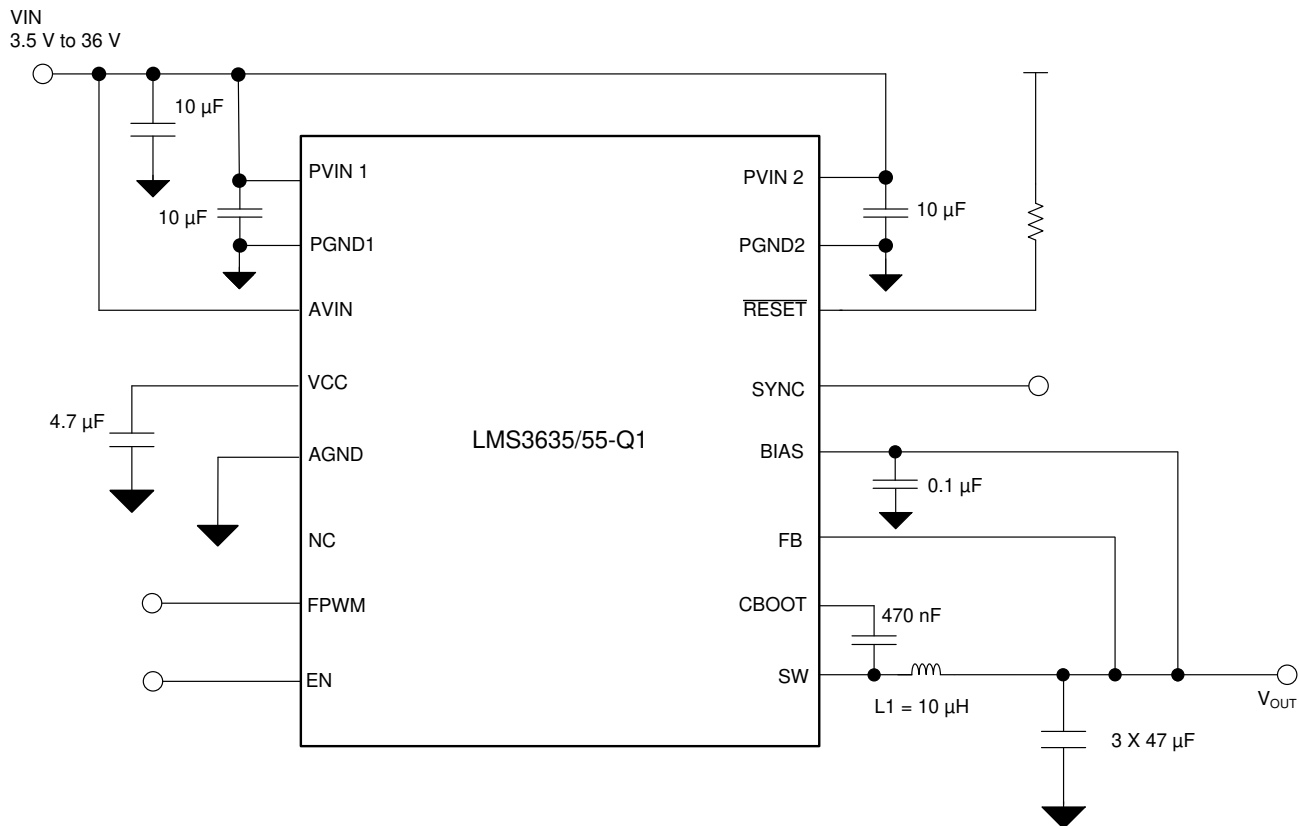 VIN
3.5 V to 36 V
10 µF
PVIN 1
PVIN 2
10 µF
10 µF
PGND1
PGND2
AVIN
RESET
VCC
SYNC
4.7 µF
LMS3635/55-Q1
AGND
BIAS
0.1 µF
NC
FB
FPWM
CBOOT
470 nF
EN
SW
L1 = 10 µH
VOUT
3 X 47 µF